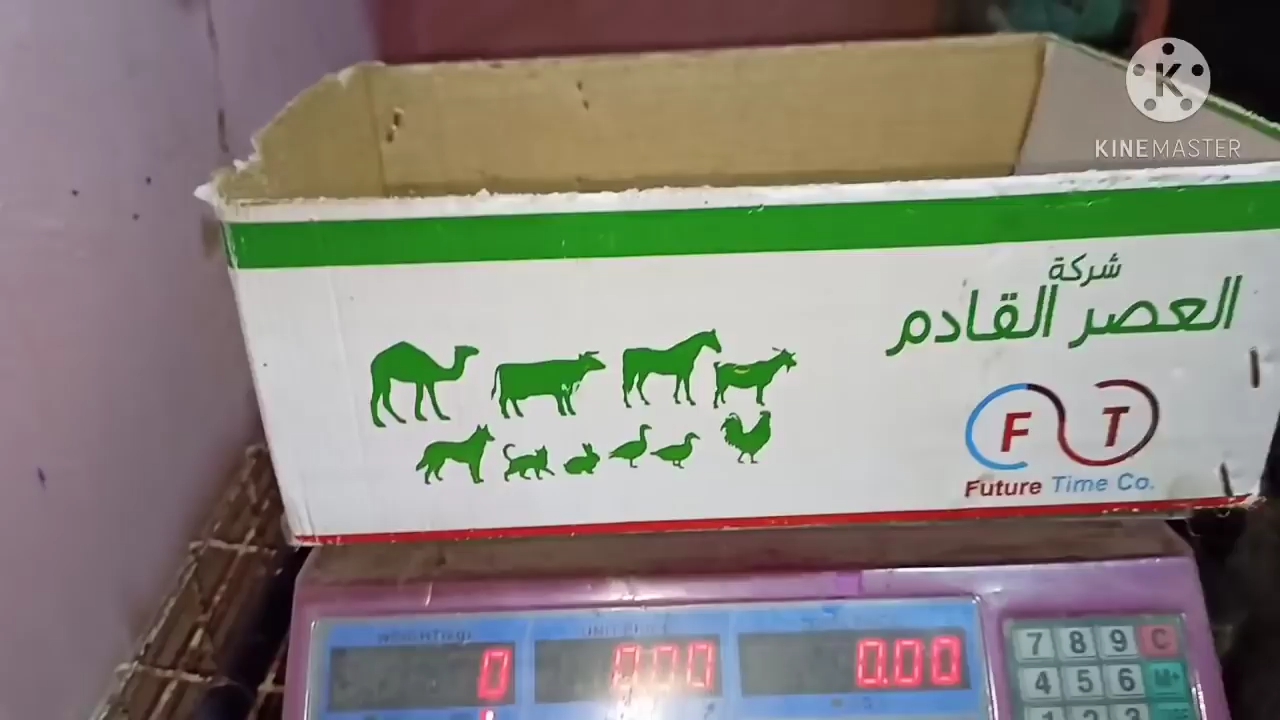 K
KINEMASTER
شركة
العصر القادم
F T
Future Time Co.
0 0.00 0.00
7 8 9 C
4 5 6 M+